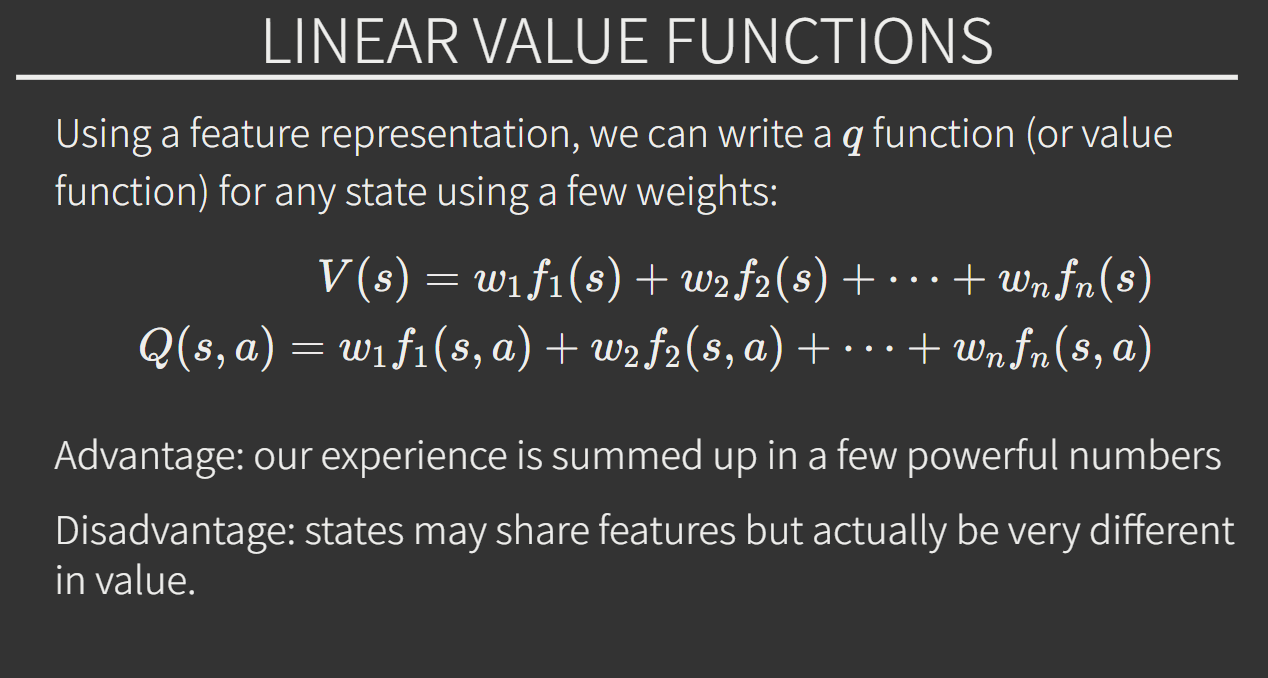 LINEAR VALUE FUNCTIONS
Using a feature representation, we can write a q function (or value
function) for any state using a few weights:
V(s) = w₁f₁(s) + w₂f₂(s) + ⋯ + wₙfₙ(s)
Q(s, a) = w₁f₁(s, a) + w₂f₂(s, a) + ⋯ + wₙfₙ(s, a)
Advantage: our experience is summed up in a few powerful numbers
Disadvantage: states may share features but actually be very different
in value.